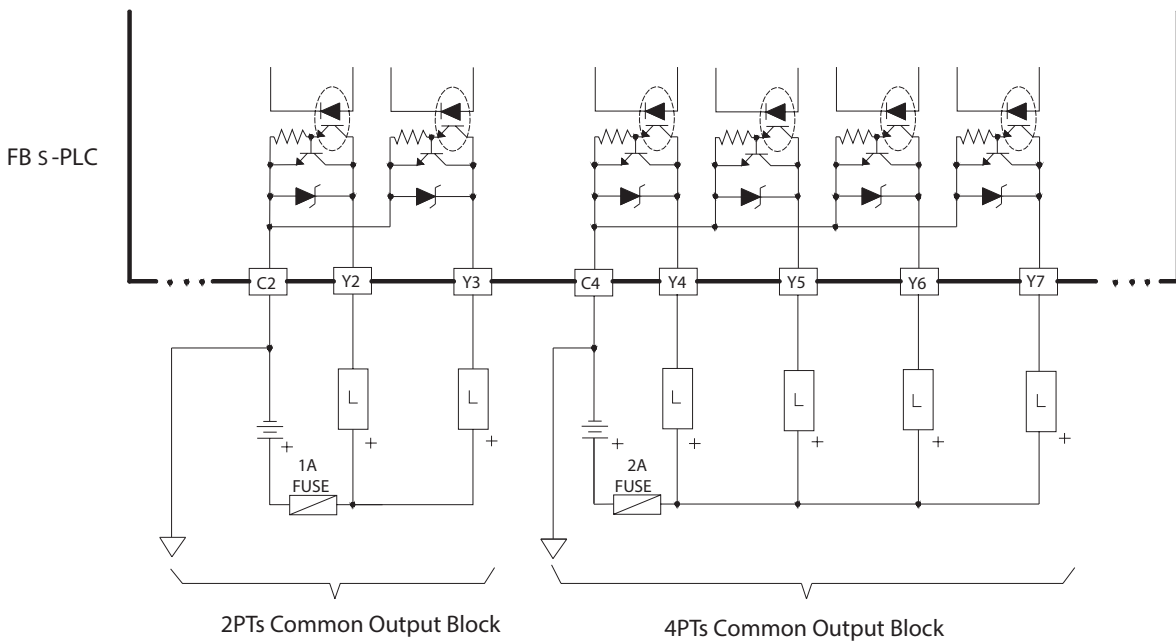 FB s-PLC
C2 Y2 Y3 C4 Y4 Y5 Y6 Y7
L L L L L L
+ + + + + + + +
1A
FUSE
2A
FUSE
2PTs Common Output Block
4PTs Common Output Block